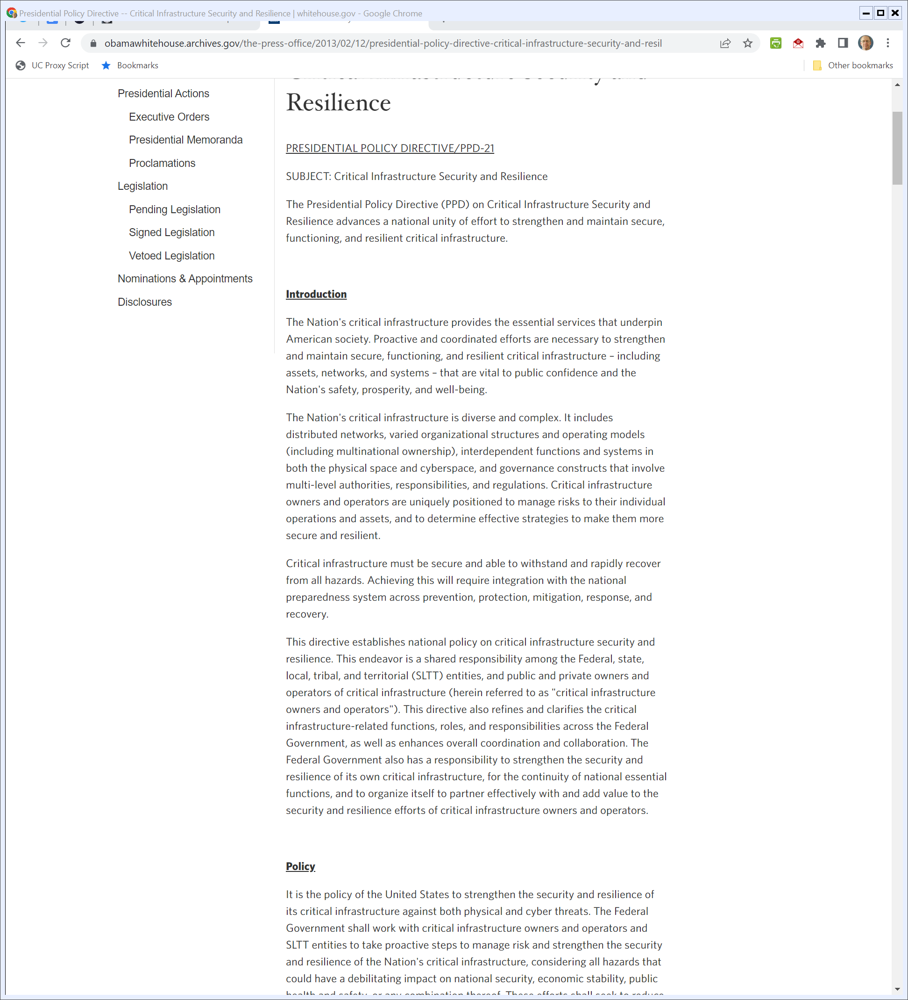 Presidential Policy Directive -- Critical Infrastructure Security and Resilience | whitehouse.gov - Google Chrome
obamawhitehouse.archives.gov/the-press-office/2013/02/12/presidential-policy-directive-critical-infrastructure-security-and-resil
UC Proxy Script
Bookmarks
Other bookmarks
Presidential Actions
Executive Orders
Presidential Memoranda
Proclamations
Legislation
Pending Legislation
Signed Legislation
Vetoed Legislation
Nominations & Appointments
Disclosures
Critical Infrastructure Security and
Resilience
PRESIDENTIAL POLICY DIRECTIVE/PPD-21
SUBJECT: Critical Infrastructure Security and Resilience
The Presidential Policy Directive (PPD) on Critical Infrastructure Security and
Resilience advances a national unity of effort to strengthen and maintain secure,
functioning, and resilient critical infrastructure.
Introduction
The Nation's critical infrastructure provides the essential services that underpin
American society. Proactive and coordinated efforts are necessary to strengthen
and maintain secure, functioning, and resilient critical infrastructure – including
assets, networks, and systems – that are vital to public confidence and the
Nation's safety, prosperity, and well-being.
The Nation's critical infrastructure is diverse and complex. It includes
distributed networks, varied organizational structures and operating models
(including multinational ownership), interdependent functions and systems in
both the physical space and cyberspace, and governance constructs that involve
multi-level authorities, responsibilities, and regulations. Critical infrastructure
owners and operators are uniquely positioned to manage risks to their individual
operations and assets, and to determine effective strategies to make them more
secure and resilient.
Critical infrastructure must be secure and able to withstand and rapidly recover
from all hazards. Achieving this will require integration with the national
preparedness system across prevention, protection, mitigation, response, and
recovery.
This directive establishes national policy on critical infrastructure security and
resilience. This endeavor is a shared responsibility among the Federal, state,
local, tribal, and territorial (SLTT) entities, and public and private owners and
operators of critical infrastructure (herein referred to as "critical infrastructure
owners and operators"). This directive also refines and clarifies the critical
infrastructure-related functions, roles, and responsibilities across the Federal
Government, as well as enhances overall coordination and collaboration. The
Federal Government also has a responsibility to strengthen the security and
resilience of its own critical infrastructure, for the continuity of national essential
functions, and to organize itself to partner effectively with and add value to the
security and resilience efforts of critical infrastructure owners and operators.
Policy
It is the policy of the United States to strengthen the security and resilience of
its critical infrastructure against both physical and cyber threats. The Federal
Government shall work with critical infrastructure owners and operators and
SLTT entities to take proactive steps to manage risk and strengthen the security
and resilience of the Nation's critical infrastructure, considering all hazards that
could have a debilitating impact on national security, economic stability, public
health and safety, or any combination thereof. These efforts shall seek to reduce